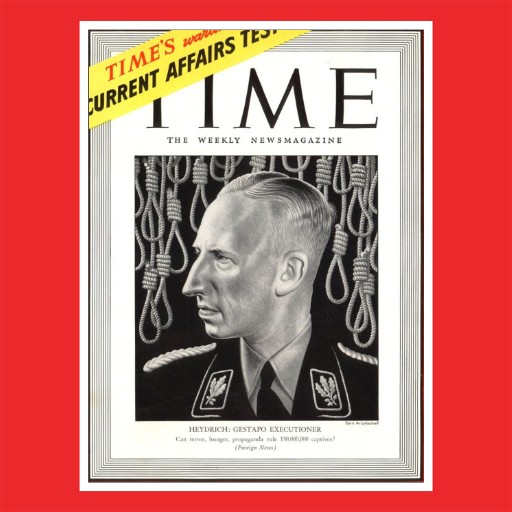 TIME'S
CURRENT AFFAIRS TEST
TIME
THE WEEKLY NEWSMAGAZINE
HEYDRICH: GESTAPO EXECUTIONER
Can terror, hunger, propaganda rule 150,000,000 captives?
(Foreign News)